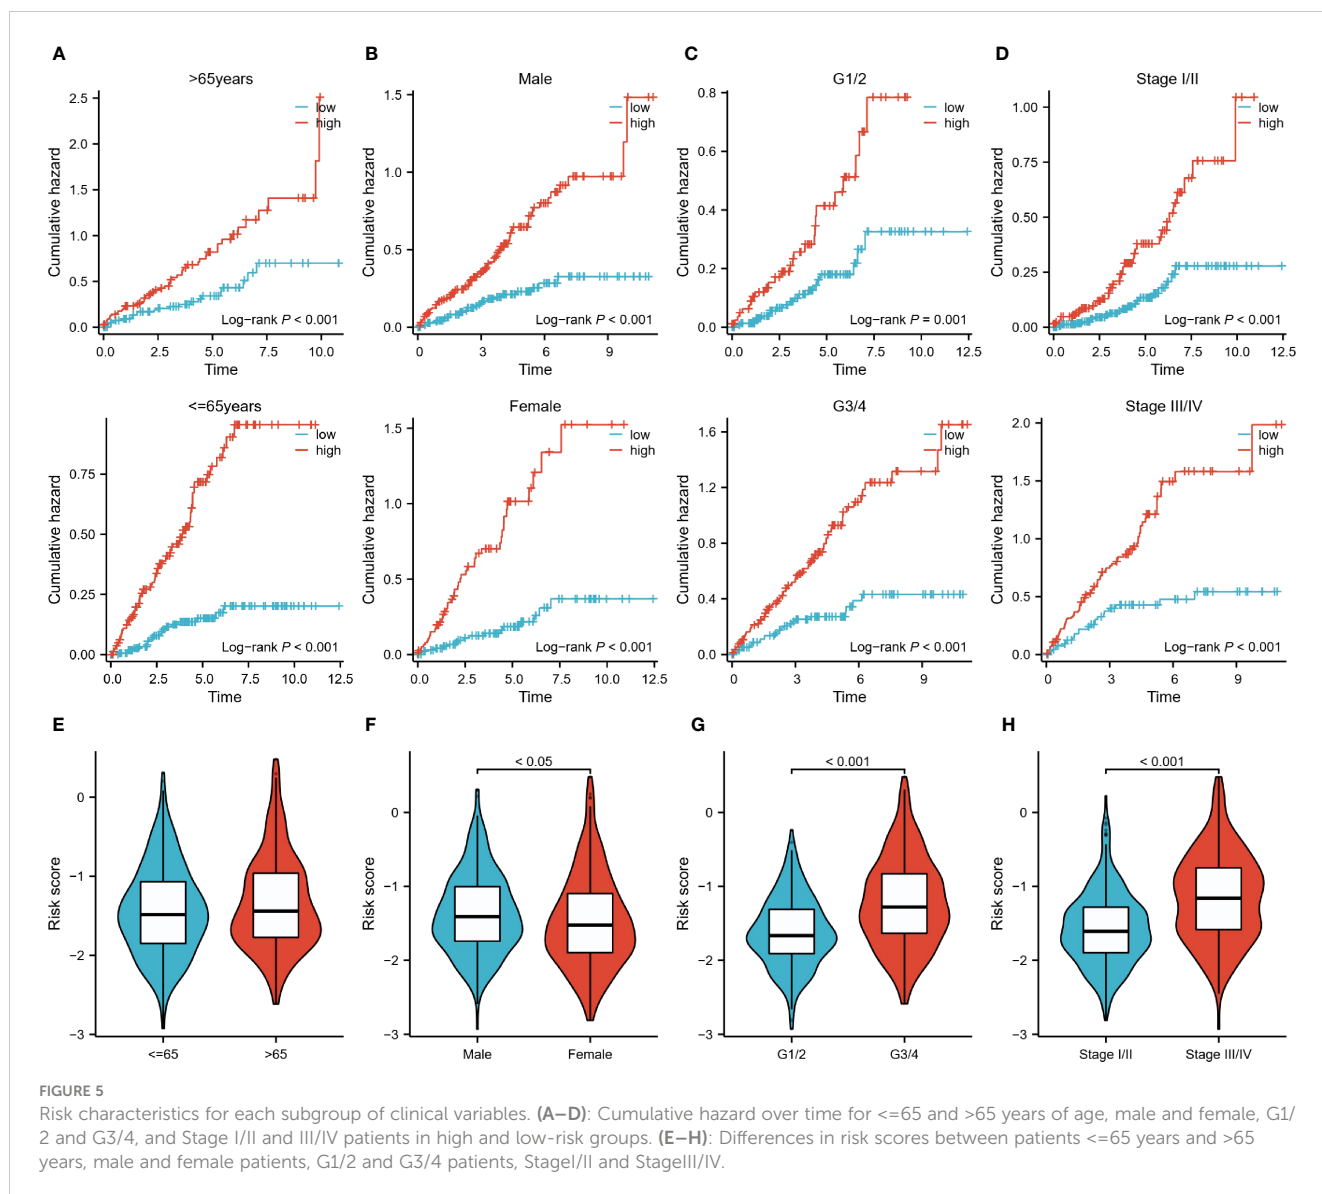 A
B
C
D
>65years
Male
G1/2
Stage I/II
Cumulative hazard
2.5
2.0
1.5
1.0
0.5
0.0
low
high
Log−rank P < 0.001
0.0 2.5 5.0 7.5 10.0
Time
Cumulative hazard
1.5
1.0
0.5
0.0
low
high
Log−rank P < 0.001
0 3 6 9
Time
Cumulative hazard
0.8
0.6
0.4
0.2
0.0
low
high
Log−rank P = 0.001
0.0 2.5 5.0 7.5 10.0 12.5
Time
Cumulative hazard
1.00
0.75
0.50
0.25
0.00
low
high
Log−rank P < 0.001
0.0 2.5 5.0 7.5 10.0 12.5
Time
<=65years
Female
G3/4
Stage III/IV
Cumulative hazard
0.75
0.50
0.25
0.00
low
high
Log−rank P < 0.001
0.0 2.5 5.0 7.5 10.0 12.5
Time
Cumulative hazard
1.5
1.0
0.5
0.0
low
high
Log−rank P < 0.001
0.0 2.5 5.0 7.5 10.0 12.5
Time
Cumulative hazard
1.6
1.2
0.8
0.4
0.0
low
high
Log−rank P < 0.001
0 3 6 9
Time
Cumulative hazard
2.0
1.5
1.0
0.5
0.0
low
high
Log−rank P < 0.001
0 3 6 9
Time
E
F
G
H
Risk score
0
−1
−2
−3
<=65 >65
Risk score
< 0.05
0
−1
−2
−3
Male Female
Risk score
< 0.001
0
−1
−2
−3
G1/2 G3/4
Risk score
< 0.001
0
−1
−2
−3
Stage I/II Stage III/IV
FIGURE 5
Risk characteristics for each subgroup of clinical variables. (A–D): Cumulative hazard over time for <=65 and >65 years of age, male and female, G1/
2 and G3/4, and Stage I/II and III/IV patients in high and low-risk groups. (E–H): Differences in risk scores between patients <=65 years and >65
years, male and female patients, G1/2 and G3/4 patients, StageI/II and StageIII/IV.